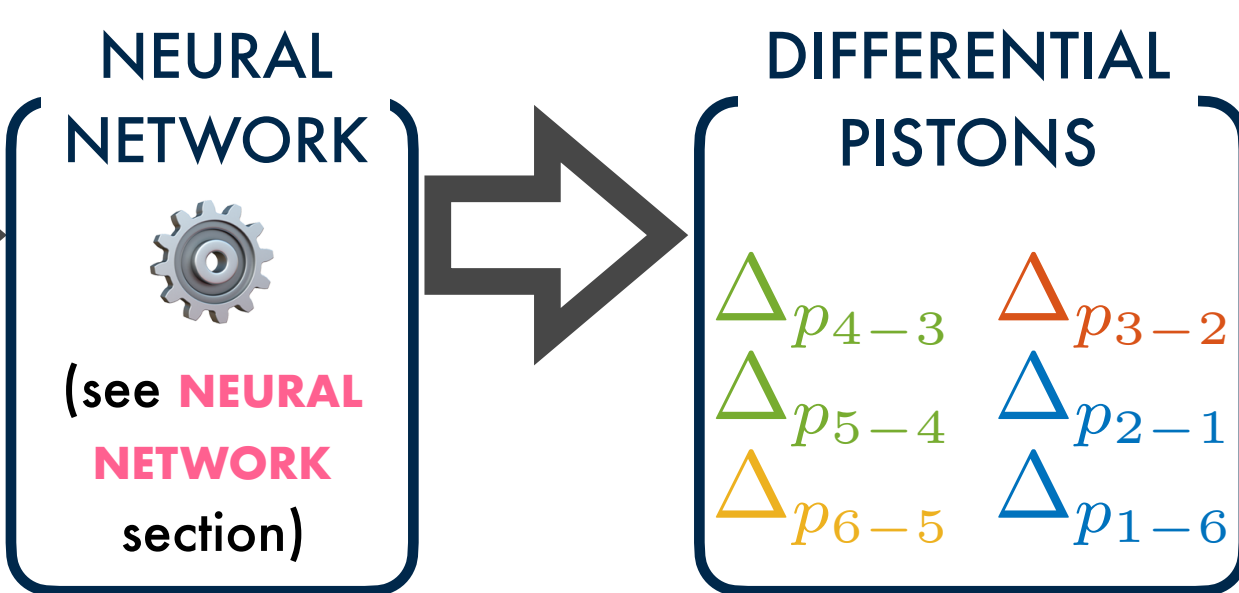 NEURAL
NETWORK
(see NEURAL
NETWORK
section)
DIFFERENTIAL
PISTONS
Δp4−3 Δp3−2
Δp5−4 Δp2−1
Δp6−5 Δp1−6